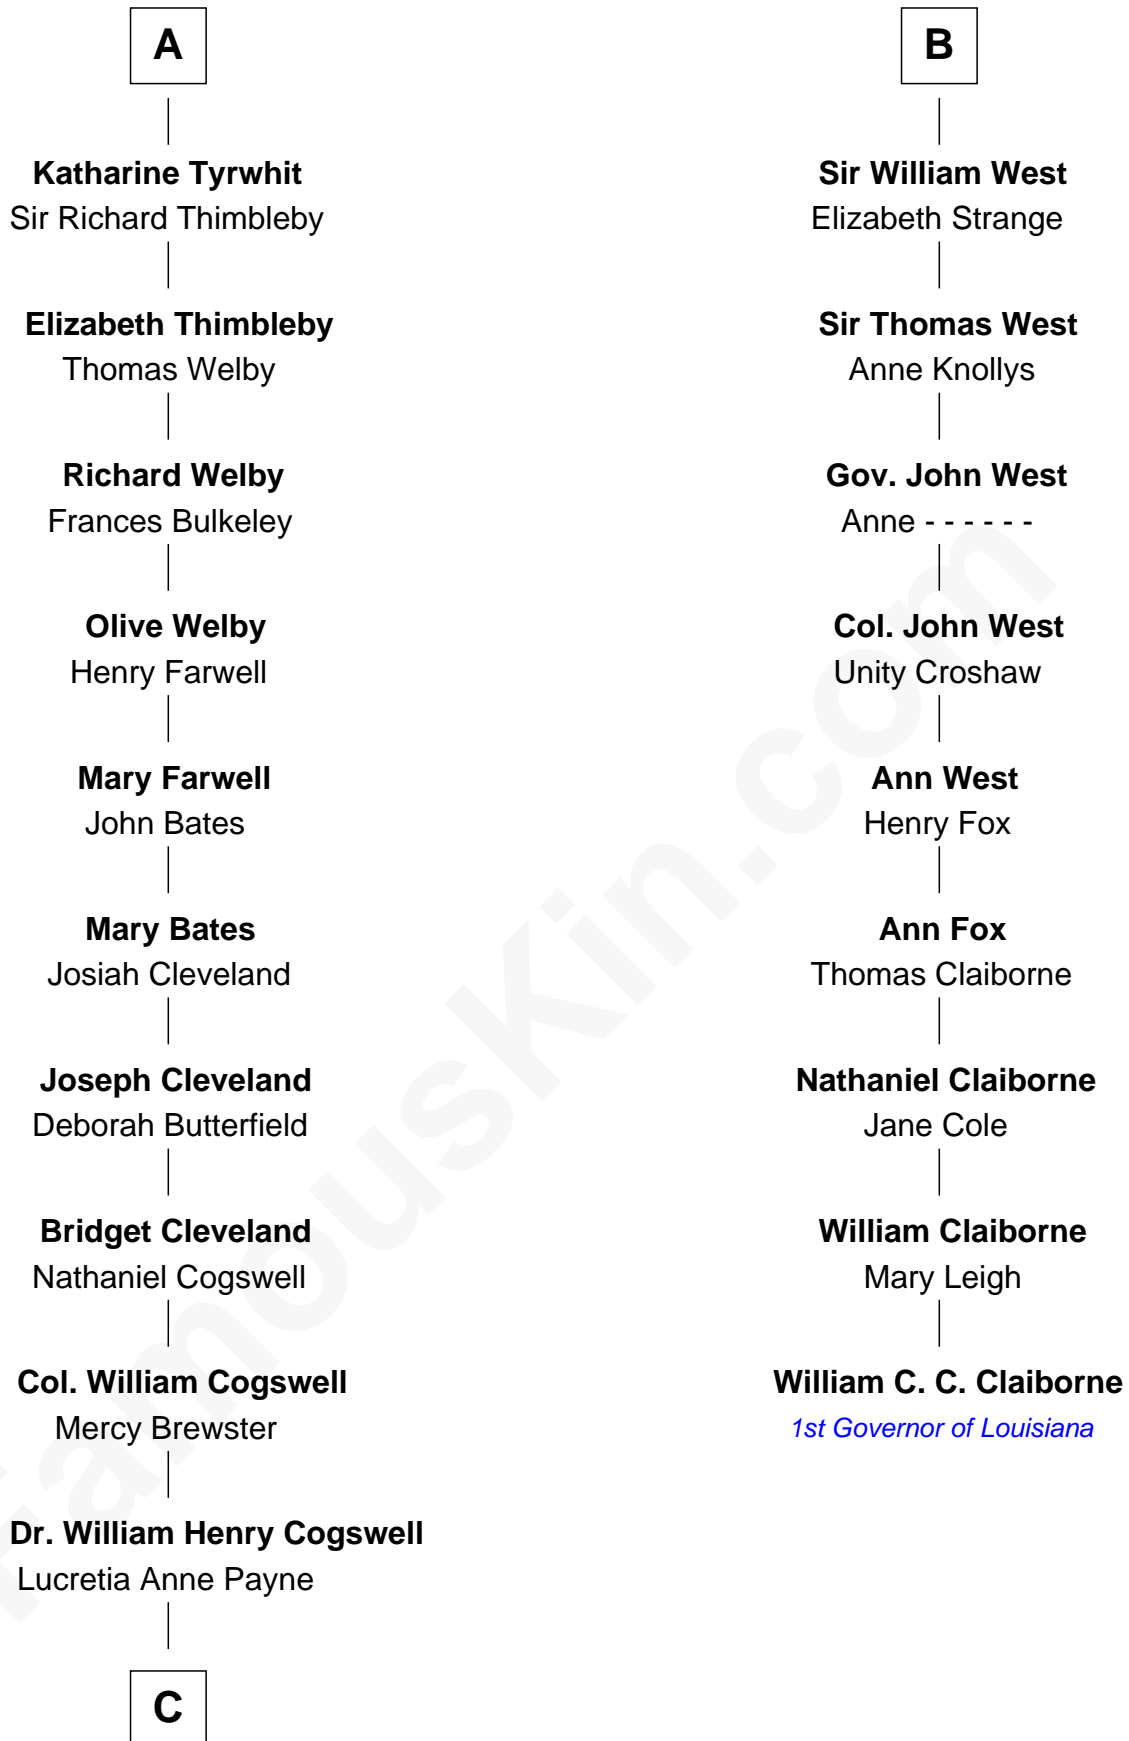 A
Katharine Tyrwhit
Sir Richard Thimbleby
Elizabeth Thimbleby
Thomas Welby
Richard Welby
Frances Bulkeley
Olive Welby
Henry Farwell
Mary Farwell
John Bates
Mary Bates
Josiah Cleveland
Joseph Cleveland
Deborah Butterfield
Bridget Cleveland
Nathaniel Cogswell
Col. William Cogswell
Mercy Brewster
Dr. William Henry Cogswell
Lucretia Anne Payne
C
B
Sir William West
Elizabeth Strange
Sir Thomas West
Anne Knollys
Gov. John West
Anne - - - - - -
Col. John West
Unity Croshaw
Ann West
Henry Fox
Ann Fox
Thomas Claiborne
Nathaniel Claiborne
Jane Cole
William Claiborne
Mary Leigh
William C. C. Claiborne
1st Governor of Louisiana
FamousKin.com